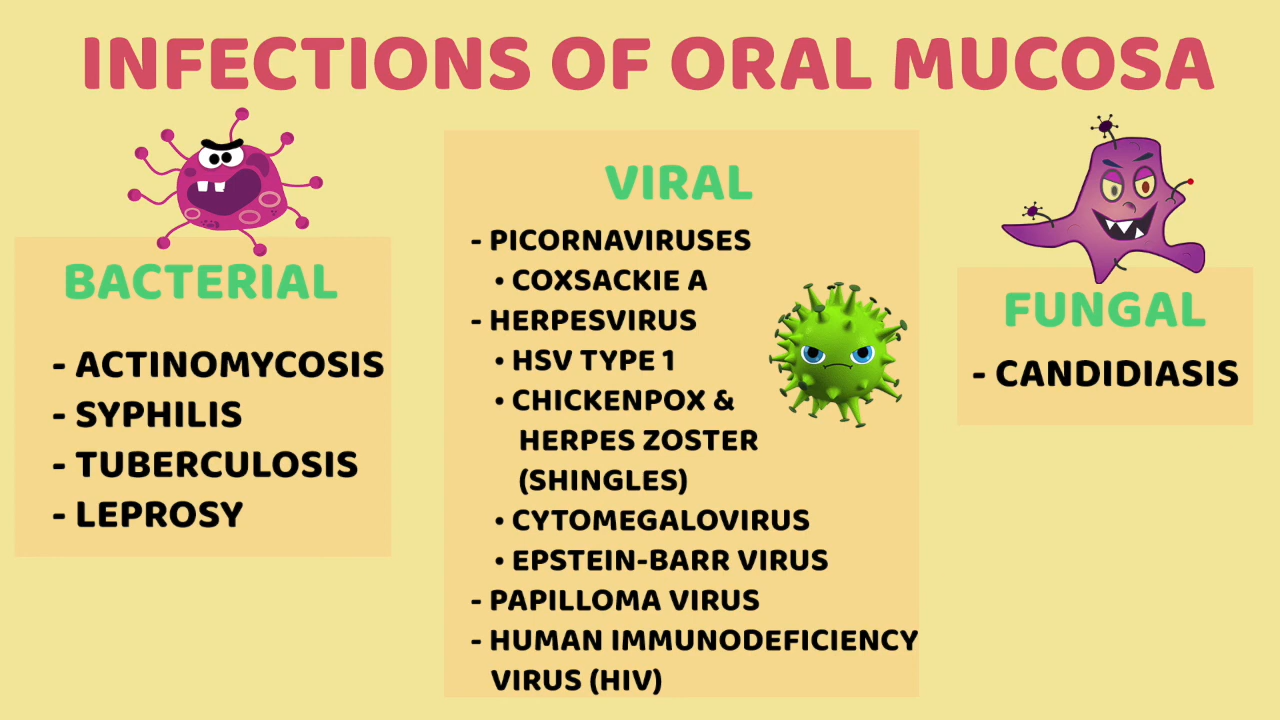 INFECTIONS OF ORAL MUCOSA
BACTERIAL
- ACTINOMYCOSIS
- SYPHILIS
- TUBERCULOSIS
- LEPROSY
VIRAL
- PICORNAVIRUSES
• COXSACKIE A
- HERPESVIRUS
• HSV TYPE 1
• CHICKENPOX &
HERPES ZOSTER
(SHINGLES)
• CYTOMEGALOVIRUS
• EPSTEIN-BARR VIRUS
- PAPILLOMA VIRUS
- HUMAN IMMUNODEFICIENCY
VIRUS (HIV)
FUNGAL
- CANDIDIASIS